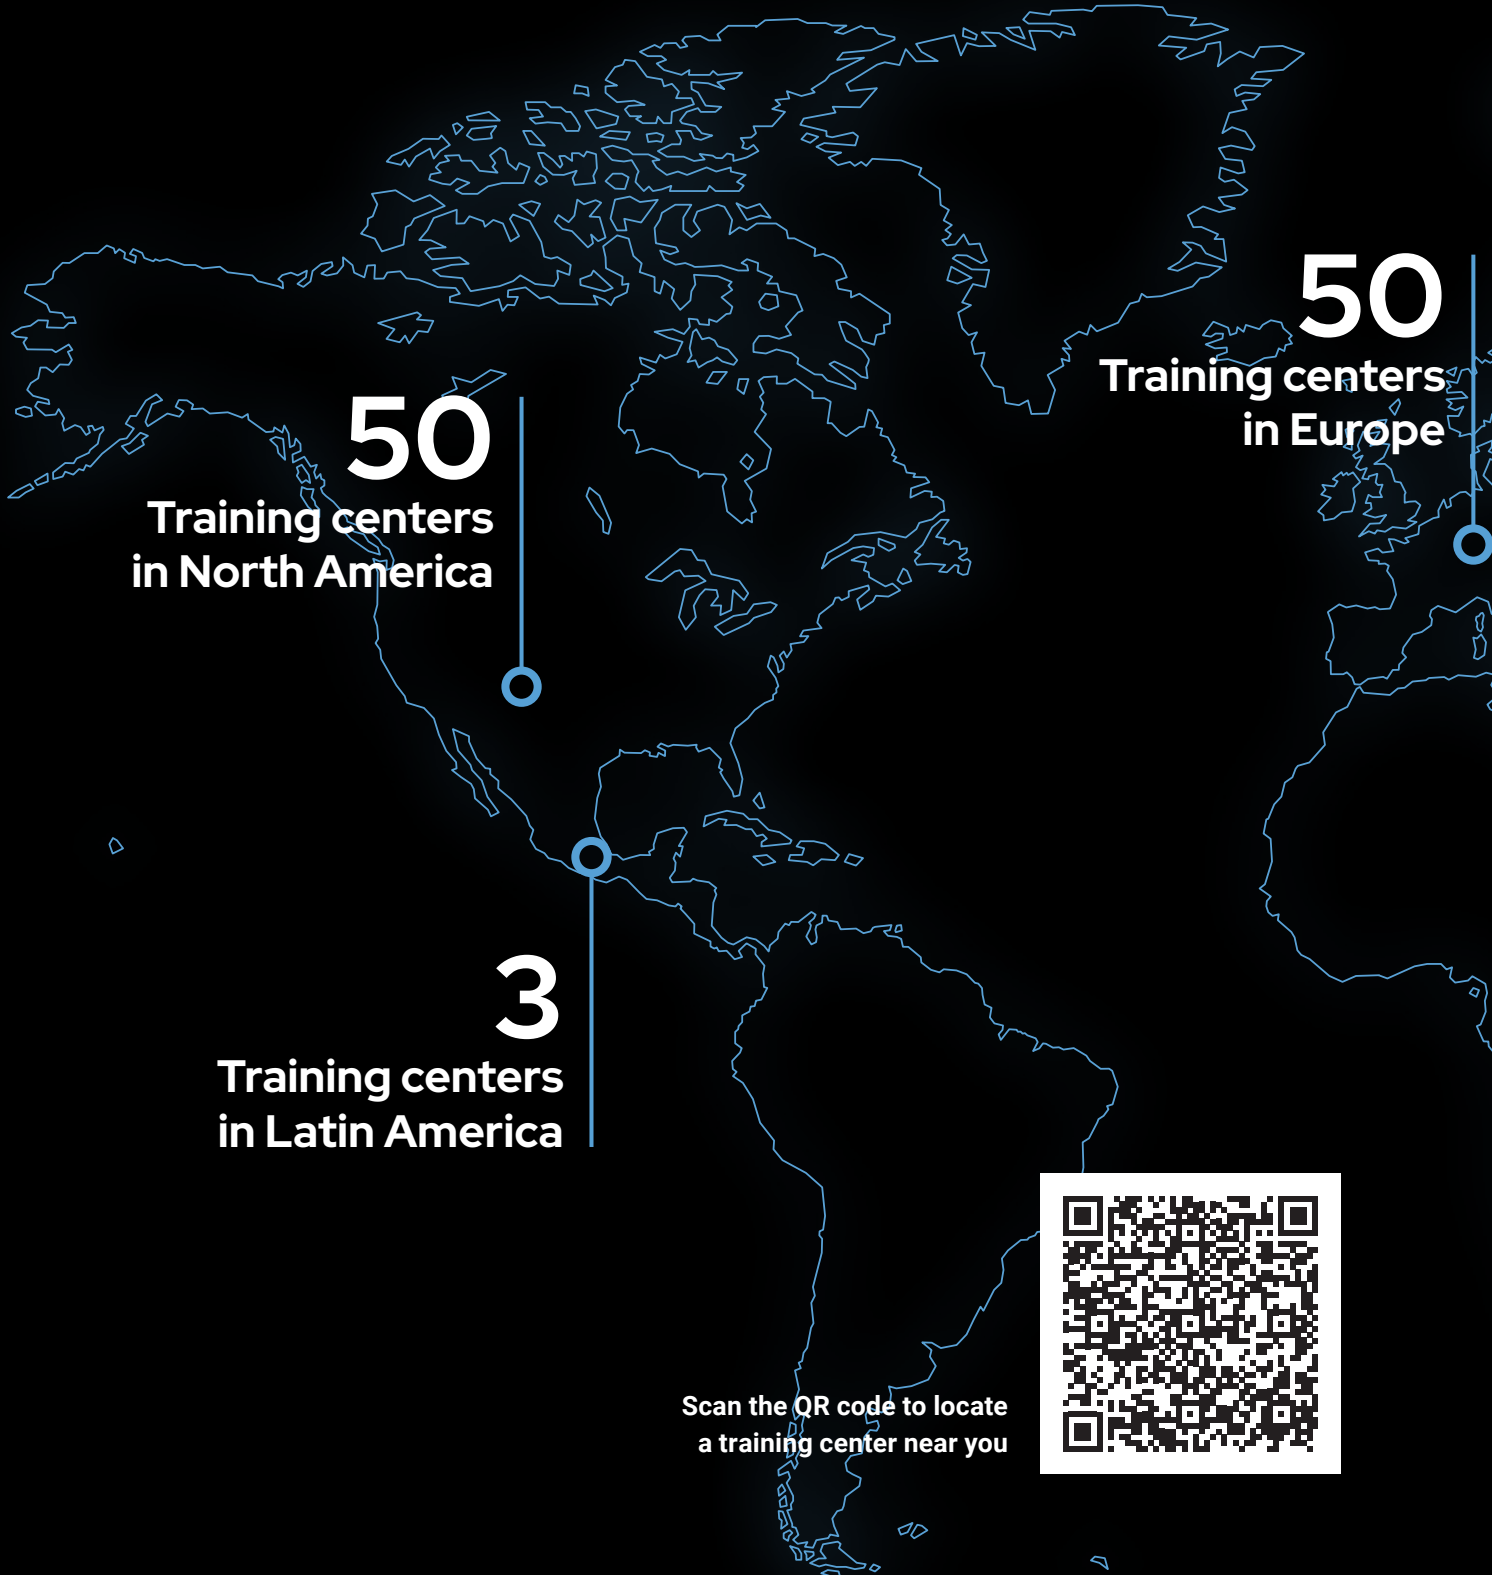 50
Training centers
in Europe
50
Training centers
in North America
3
Training centers
in Latin America
Scan the QR code to locate
a training center near you